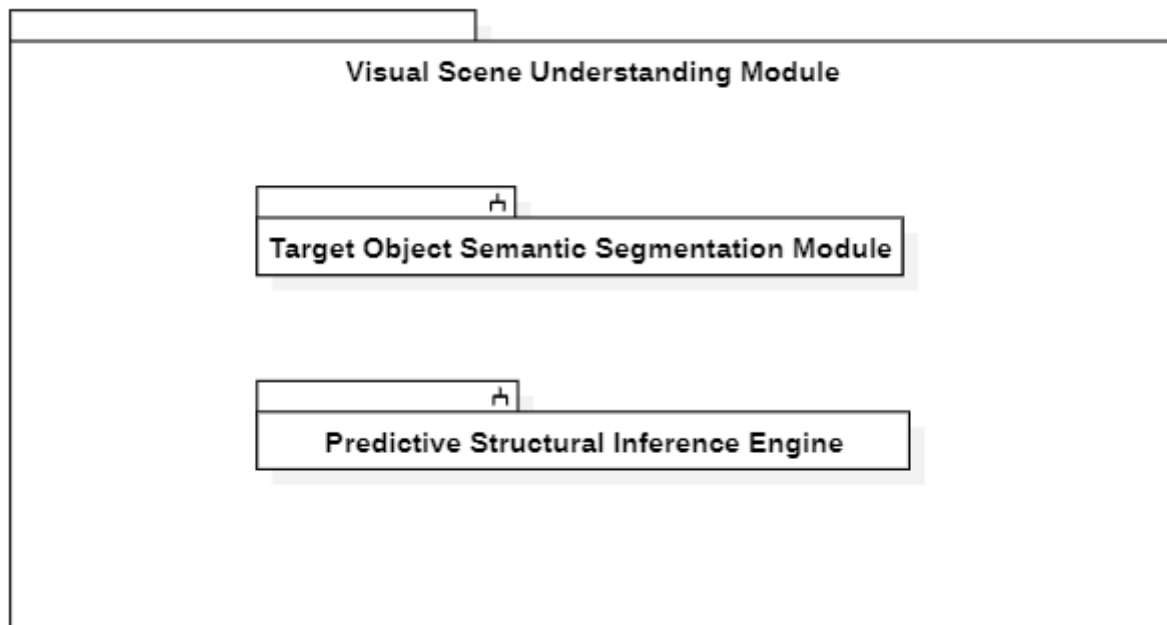 Visual Scene Understanding Module
Target Object Semantic Segmentation Module
Predictive Structural Inference Engine